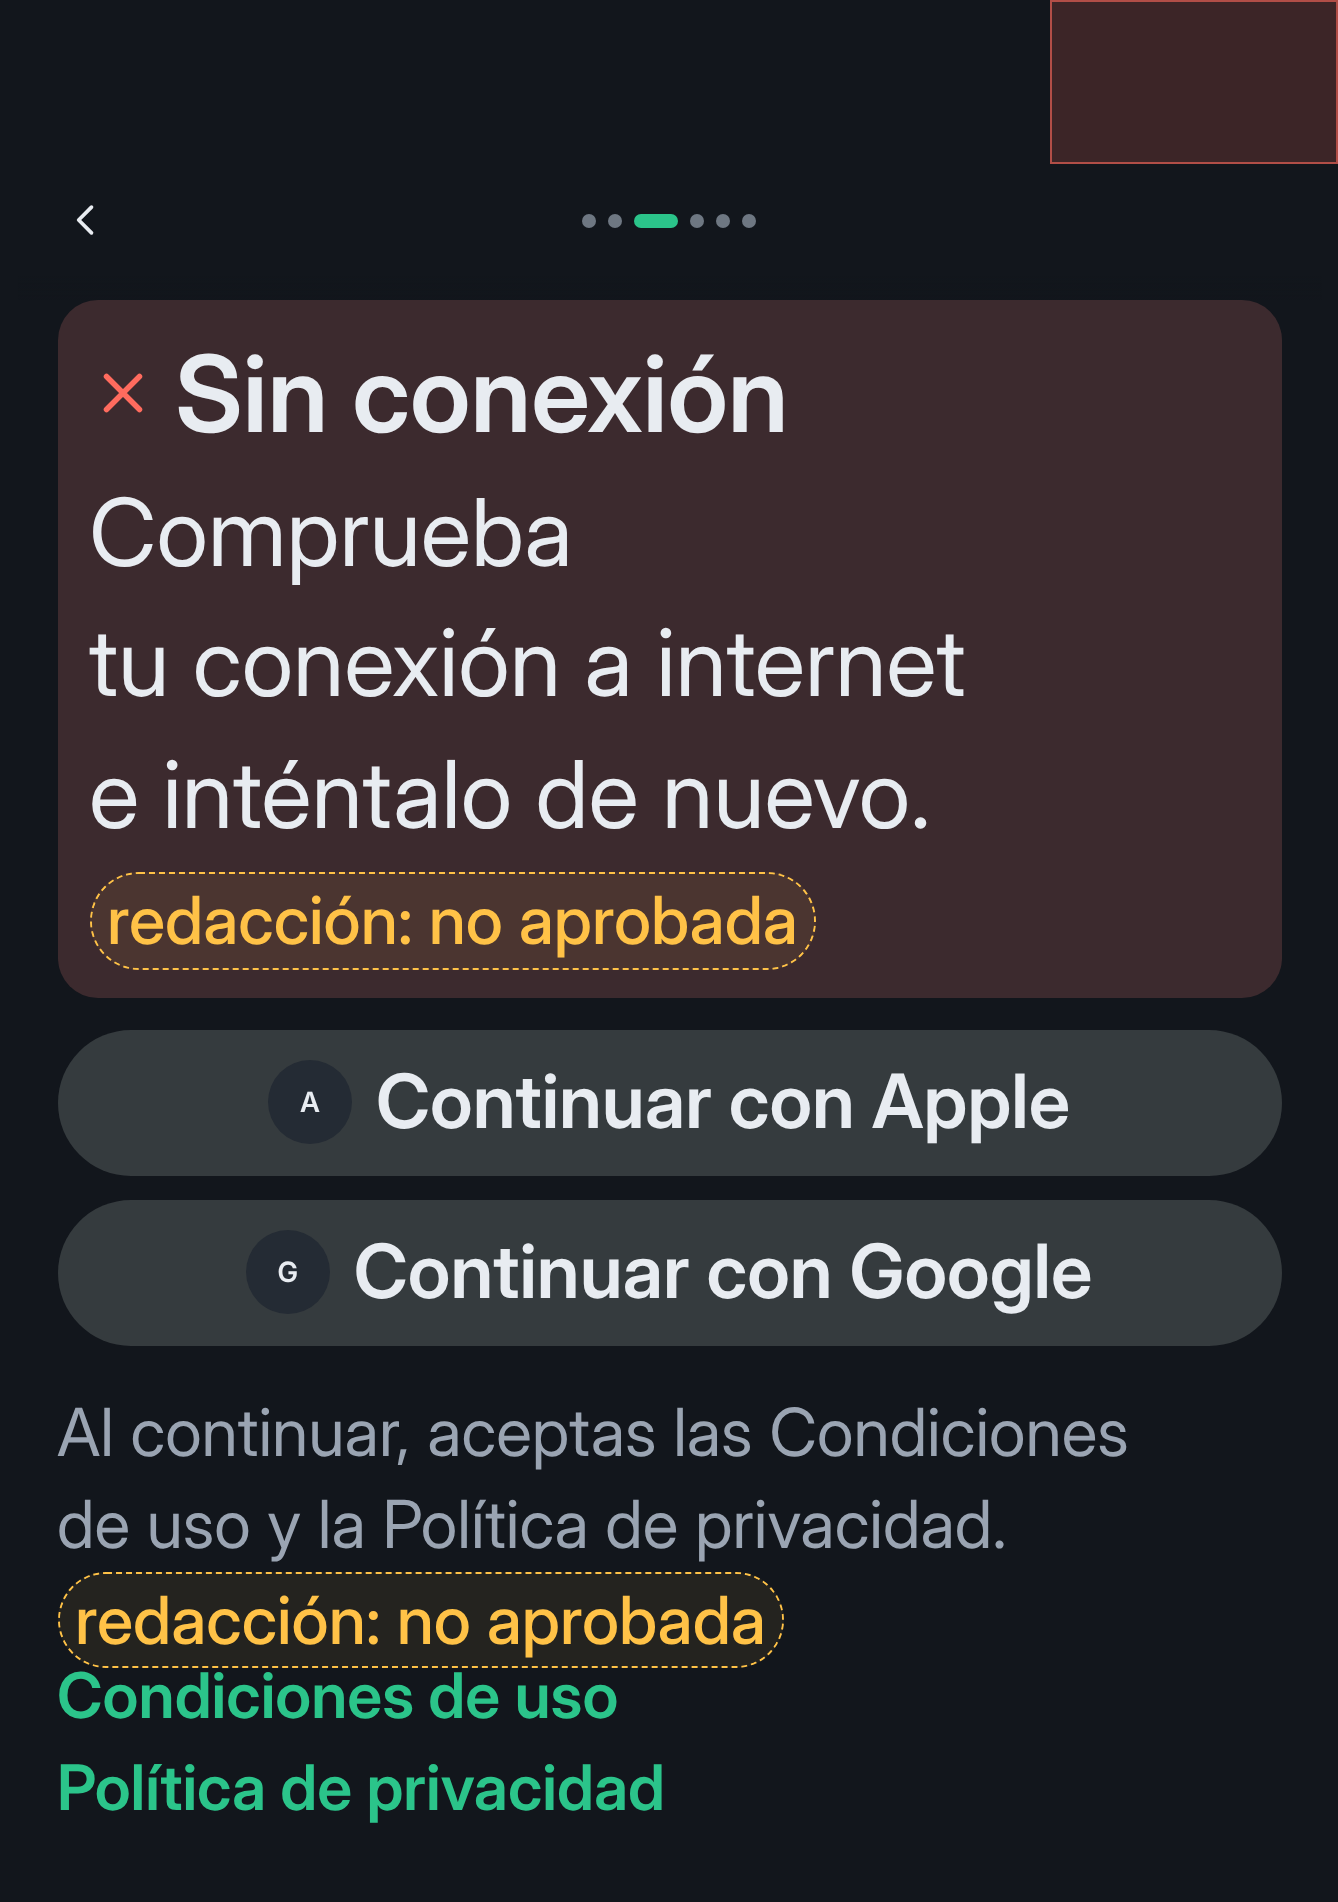 Sin conexión
Comprueba
tu conexión a internet
e inténtalo de nuevo.
redacción: no aprobada
A Continuar con Apple
G Continuar con Google
Al continuar, aceptas las Condiciones
de uso y la Política de privacidad.
redacción: no aprobada
Condiciones de uso
Política de privacidad